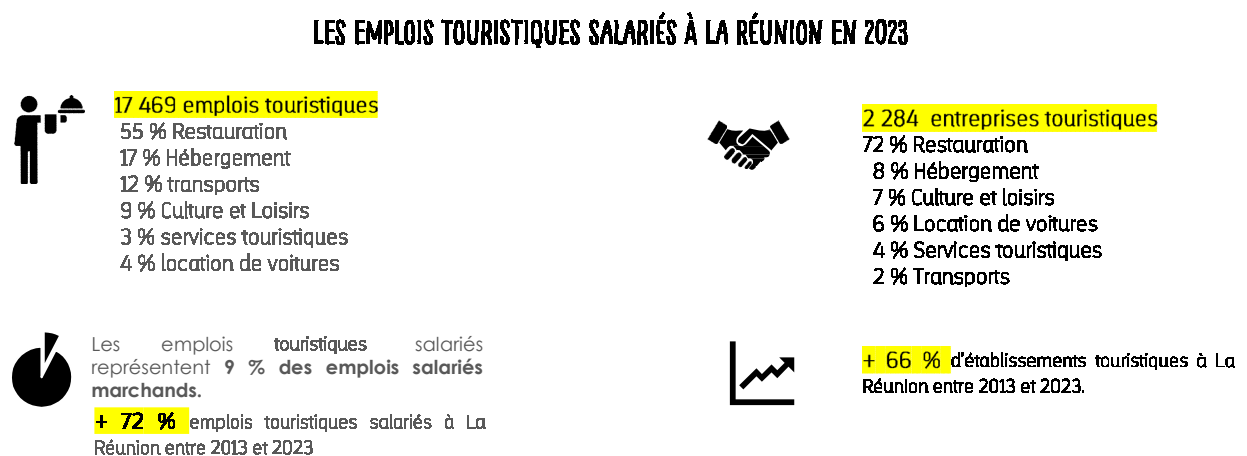 LES EMPLOIS TOURISTIQUES SALARIÉS À LA RÉUNION EN 2023
17 469 emplois touristiques
55 % Restauration
17 % Hébergement
12 % transports
9 % Culture et Loisirs
3 % services touristiques
4 % location de voitures
Les emplois touristiques salariés
représentent 9 % des emplois salariés
marchands.
+ 72 % emplois touristiques salariés à La
Réunion entre 2013 et 2023
2 284 entreprises touristiques
72 % Restauration
8 % Hébergement
7 % Culture et loisirs
6 % Location de voitures
4 % Services touristiques
2 % Transports
+ 66 % d'établissements touristiques à La
Réunion entre 2013 et 2023.